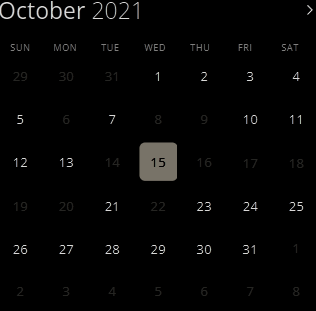 October 2021
SUN MON TUE WED THU FRI SAT
29 30 31 1 2 3 4
5 6 7 8 9 10 11
12 13 14 15 16 17 18
19 20 21 22 23 24 25
26 27 28 29 30 31 1
2 3 4 5 6 7 8